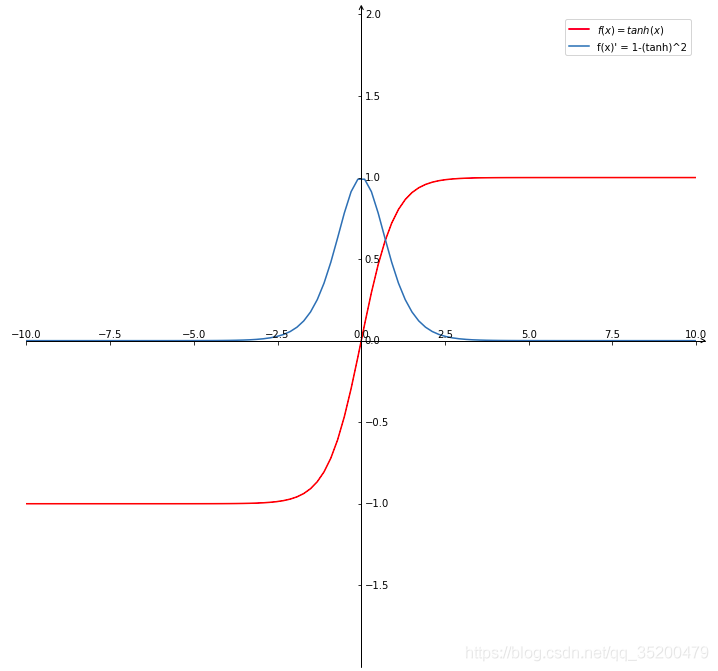 2.0
f(x) = tanh(x)
f(x)' = 1-(tanh)^2
1.5
1.0
0.5
−10.0 −7.5 −5.0 −2.5 0.0 2.5 5.0 7.5 10.0
0.0
−0.5
−1.0
−1.5
https://blog.csdn.net/qq_35200479